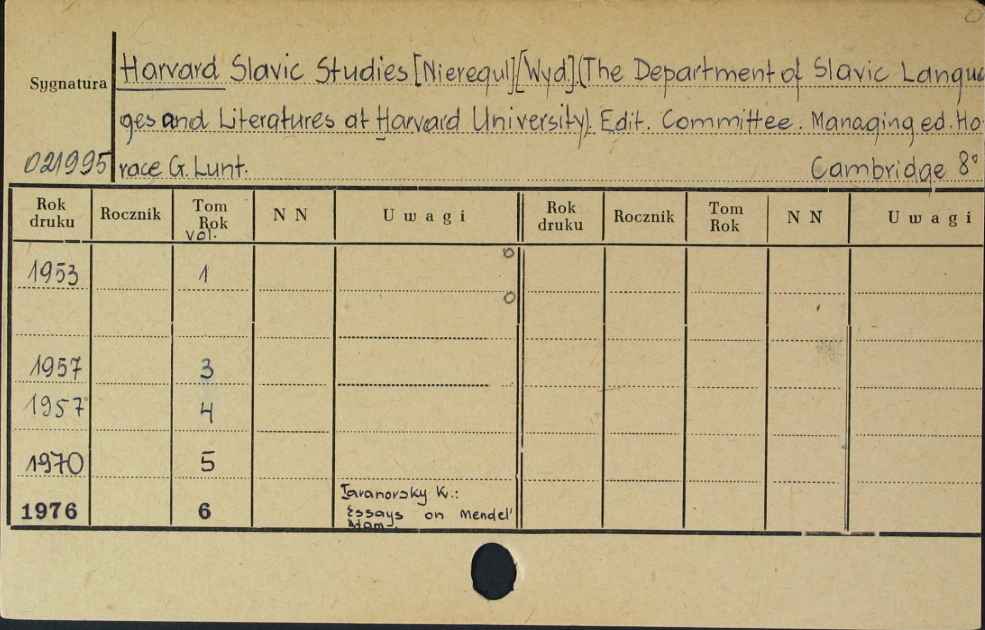 Harvard Slavic Studies [Nieregul] [Wyd.] (The Department of Slavic Langua
Sygnatura
ges and Literatures at Harvard University). Edit. Committee. Managing ed. Ho-
021995 race G. Lunt. Cambridge 8°
Rok druku Rocznik Tom Rok vol. N N Uwagi Rok druku Rocznik Tom Rok N N Uwagi
1953 1
1957 3
1957 4
1970 5
Taranovsky K.:
1976 6 Essays on Mendel'